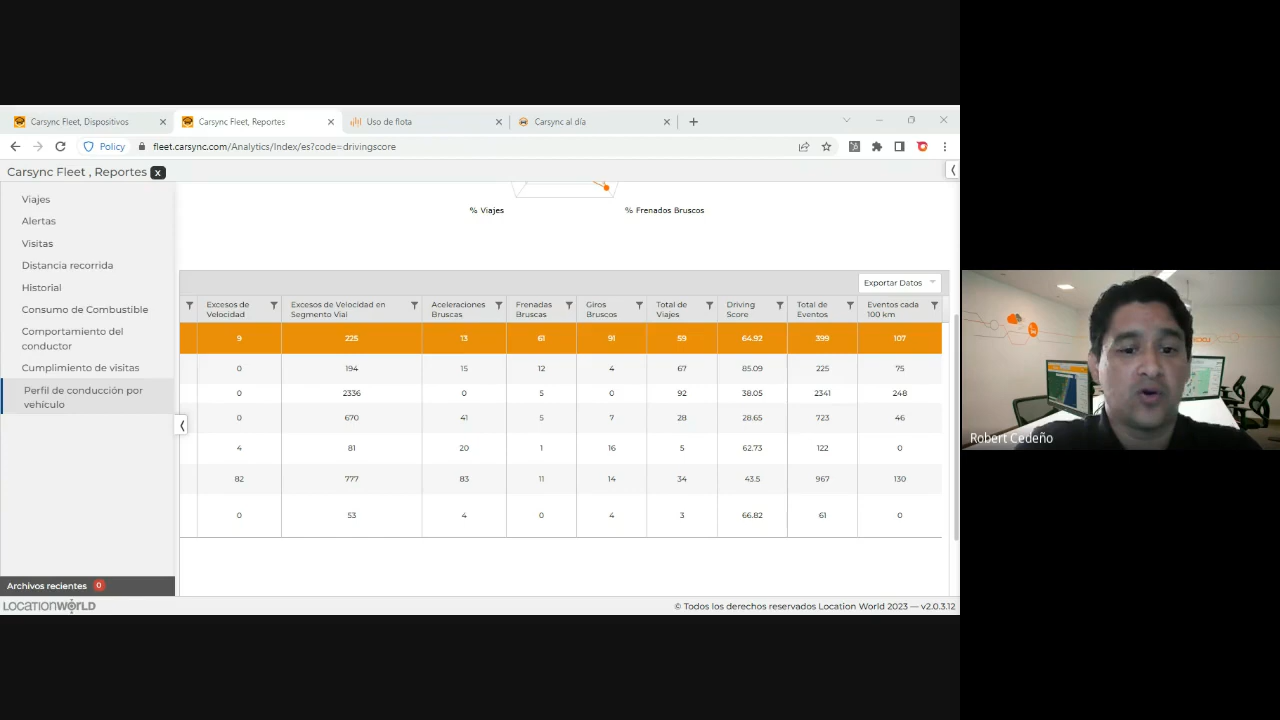 Carsync Fleet, Dispositivos
Carsync Fleet, Reportes
Uso de flota
Carsync al día
Policy
fleet.carsync.com/Analytics/Index/es?code=drivingscore
Carsync Fleet , Reportes x
Viajes
Alertas
Visitas
Distancia recorrida
Historial
Consumo de Combustible
Comportamiento del
conductor
Cumplimiento de visitas
Perfil de conducción por
vehículo
Archivos recientes 0
LOCATIONWORLD
% Viajes
% Frenados Bruscos
Exportar Datos
Excesos de Velocidad
Excesos de Velocidad en Segmento Vial
Aceleraciones Bruscas
Frenadas Bruscas
Giros Bruscos
Total de Viajes
Driving Score
Total de Eventos
Eventos cada 100 km
9 225 13 61 91 59 64.92 399 107
0 194 15 12 4 67 85.09 225 75
0 2336 0 5 0 92 38.05 2341 248
0 670 41 5 7 28 28.65 723 46
4 81 20 1 16 5 62.73 122 0
82 777 83 11 14 34 43.5 967 130
0 53 4 0 4 3 66.82 61 0
© Todos los derechos reservados Location World 2023 — v2.0.3.12
Robert Cedeño